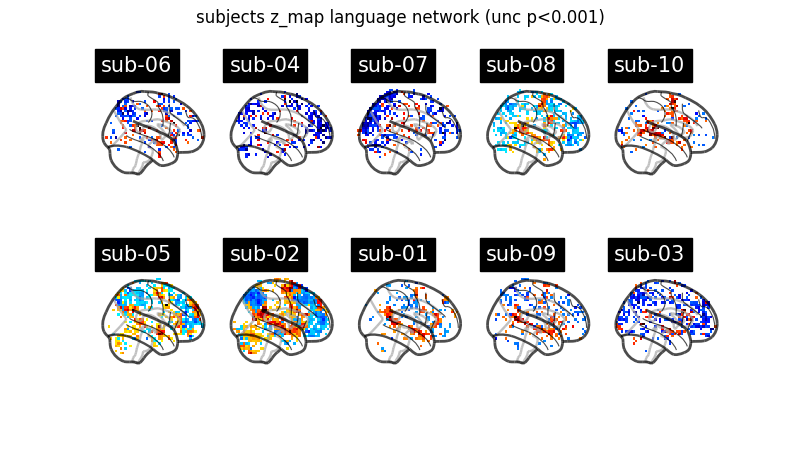 subjects z_map language network (unc p<0.001)
sub-06 sub-04 sub-07 sub-08 sub-10
sub-05 sub-02 sub-01 sub-09 sub-03